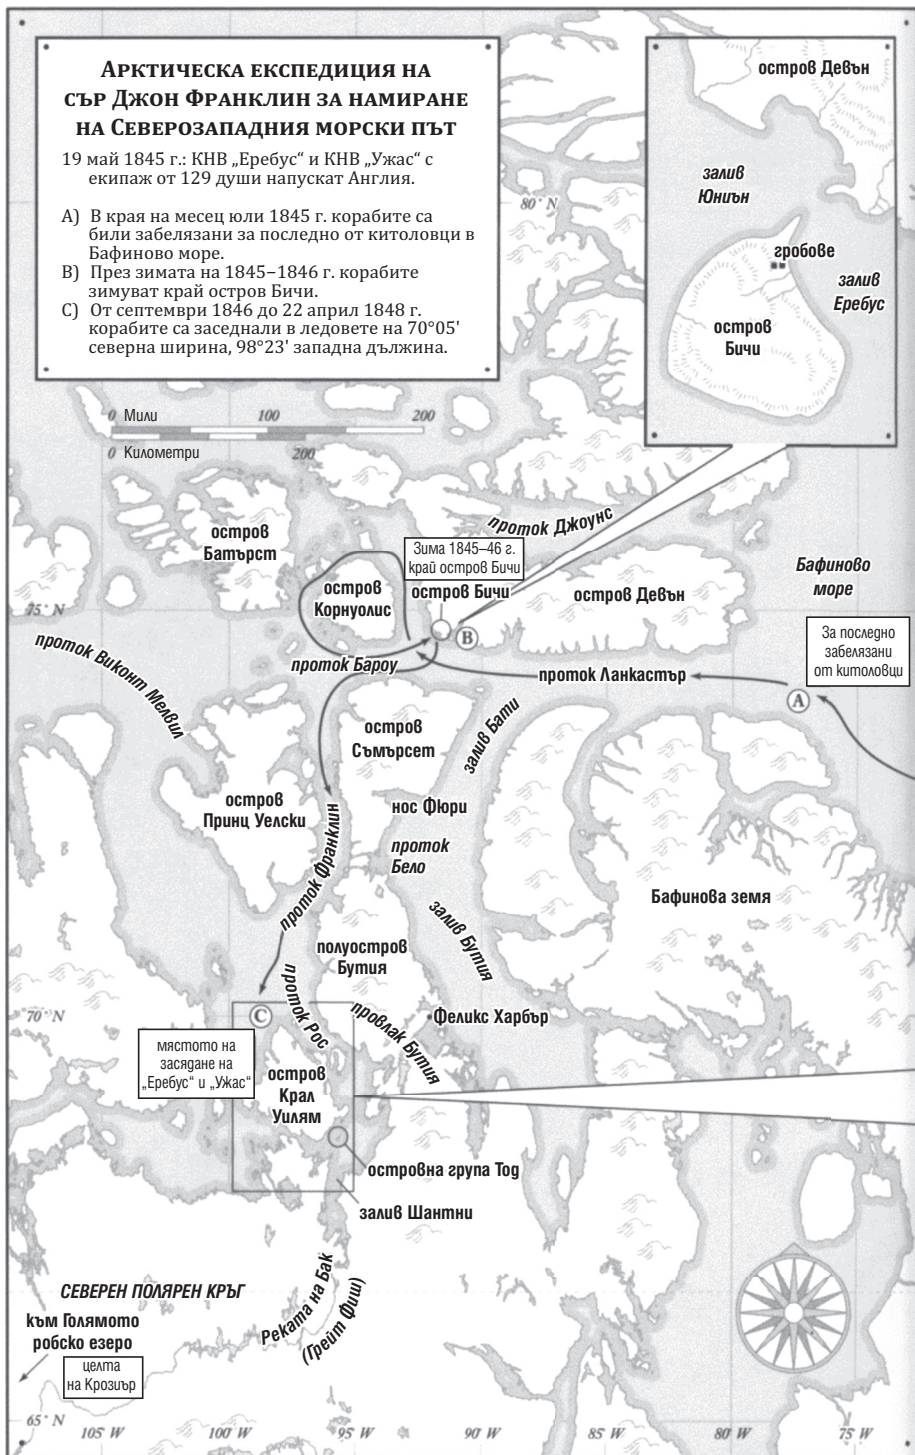 Арктическа експедиция на
сър Джон Франклин за намиране
на Северозападния морски път
19 май 1845 г.: КНВ „Еребус“ и КНВ „Ужас“ с
екипаж от 129 души напускат Англия.
A) В края на месец юли 1845 г. корабите са
били забелязани за последно от китоловци в
Бафиново море.
B) През зимата на 1845–1846 г. корабите
зимуват край остров Бичи.
C) От септември 1846 до 22 април 1848 г.
корабите са заседнали в ледовете на 70°05'
северна ширина, 98°23' западна дължина.
остров Девън
залив
Юниън
гробове
залив
Еребус
остров
Бичи
80° N
0 Мили 100 200
0 Километри 200
проток Джоунс
остров
Батърст
Зима 1845–46 г.
край остров Бичи
остров
Корнуолис
остров Бичи
остров Девън
Бафиново
море
75° N
B
За последно
забелязани
от китоловци
проток Виконт Мелвил
проток Бароу
проток Ланкастър
A
остров
Съмърсет
залив Бати
остров
Принц Уелски
нос Фюри
проток Франклин
проток
Бело
Бафинова земя
залив Бутия
полуостров
Бутия
проток Рос
70° N
C
провлак Бутия
Феликс Харбър
мястото на
засядане на
„Еребус“ и „Ужас“
остров
Крал
Уилям
островна група Тод
залив Шантни
Реката на Бак
(Грейт Фиш)
СЕВЕРЕН ПОЛЯРЕН КРЪГ
към Голямото
робско езеро
целта
на Крозиър
65° N
105° W 100° W 95° W 90° W 85° W 80° W 75° W